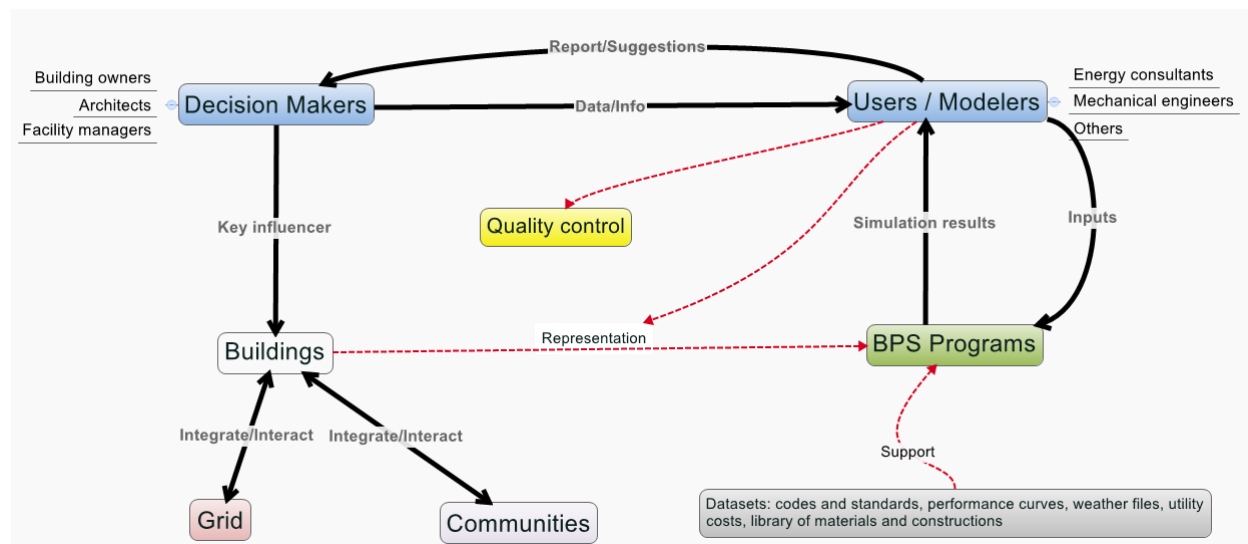 Report/Suggestions
Building owners
Architects
Facility managers
Decision Makers
Data/Info
Users / Modelers
Energy consultants
Mechanical engineers
Others
Key influencer
Quality control
Simulation results
Inputs
Buildings
Representation
BPS Programs
Integrate/Interact
Integrate/Interact
Support
Grid
Communities
Datasets: codes and standards, performance curves, weather files, utility
costs, library of materials and constructions